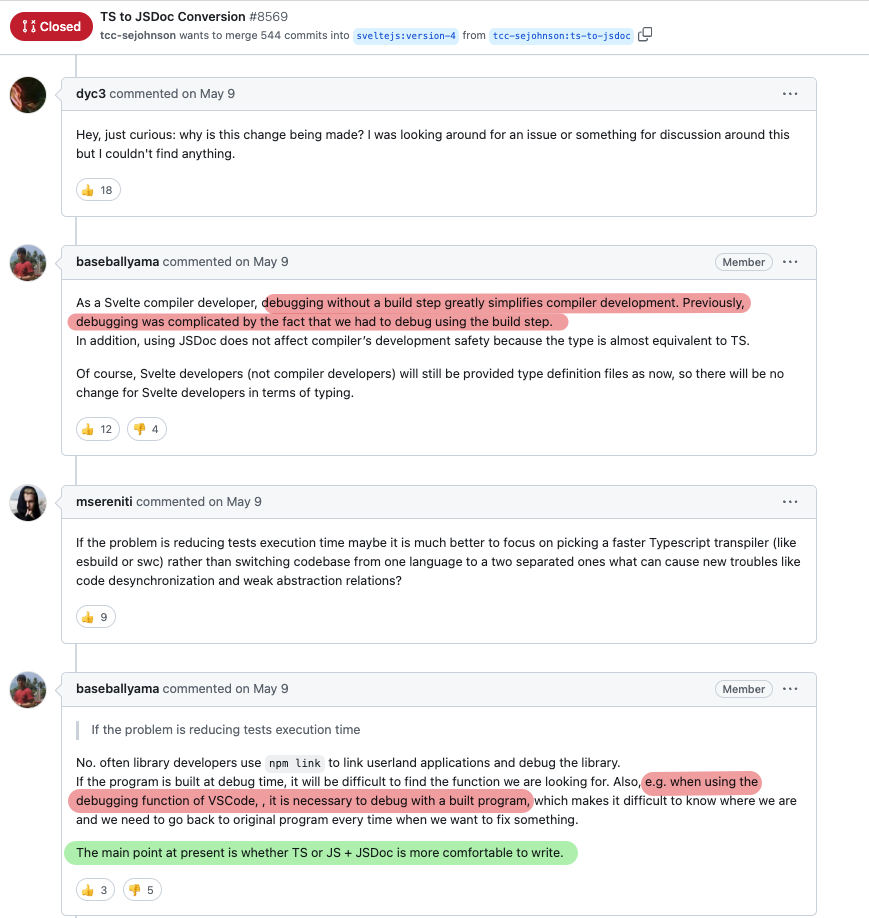 Closed
TS to JSDoc Conversion #8569
tcc-sejohnson wants to merge 544 commits into sveltejs:version-4 from tcc-sejohnson:ts-to-jsdoc
dyc3 commented on May 9
Hey, just curious: why is this change being made? I was looking around for an issue or something for discussion around this
but I couldn't find anything.
👍 18
baseballyama commented on May 9
Member
As a Svelte compiler developer, debugging without a build step greatly simplifies compiler development. Previously,
debugging was complicated by the fact that we had to debug using the build step.
In addition, using JSDoc does not affect compiler's development safety because the type is almost equivalent to TS.
Of course, Svelte developers (not compiler developers) will still be provided type definition files as now, so there will be no
change for Svelte developers in terms of typing.
👍 12 👎 4
msereniti commented on May 9
If the problem is reducing tests execution time maybe it is much better to focus on picking a faster Typescript transpiler (like
esbuild or swc) rather than switching codebase from one language to a two separated ones what can cause new troubles like
code desynchronization and weak abstraction relations?
👍 9
baseballyama commented on May 9
Member
If the problem is reducing tests execution time
No. often library developers use npm link to link userland applications and debug the library.
If the program is built at debug time, it will be difficult to find the function we are looking for. Also, e.g. when using the
debugging function of VSCode, , it is necessary to debug with a built program, which makes it difficult to know where we are
and we need to go back to original program every time when we want to fix something.
The main point at present is whether TS or JS + JSDoc is more comfortable to write.
👍 3 👎 5